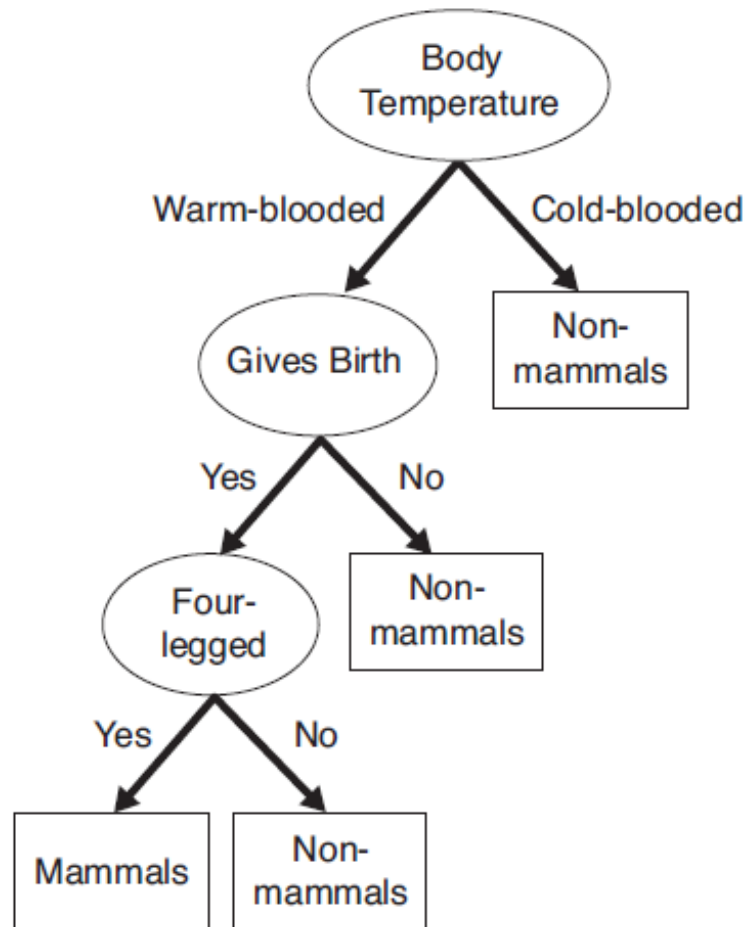 Body
Temperature
Warm-blooded
Cold-blooded
Gives Birth
Non-
mammals
Yes
No
Four-
legged
Non-
mammals
Yes
No
Mammals
Non-
mammals